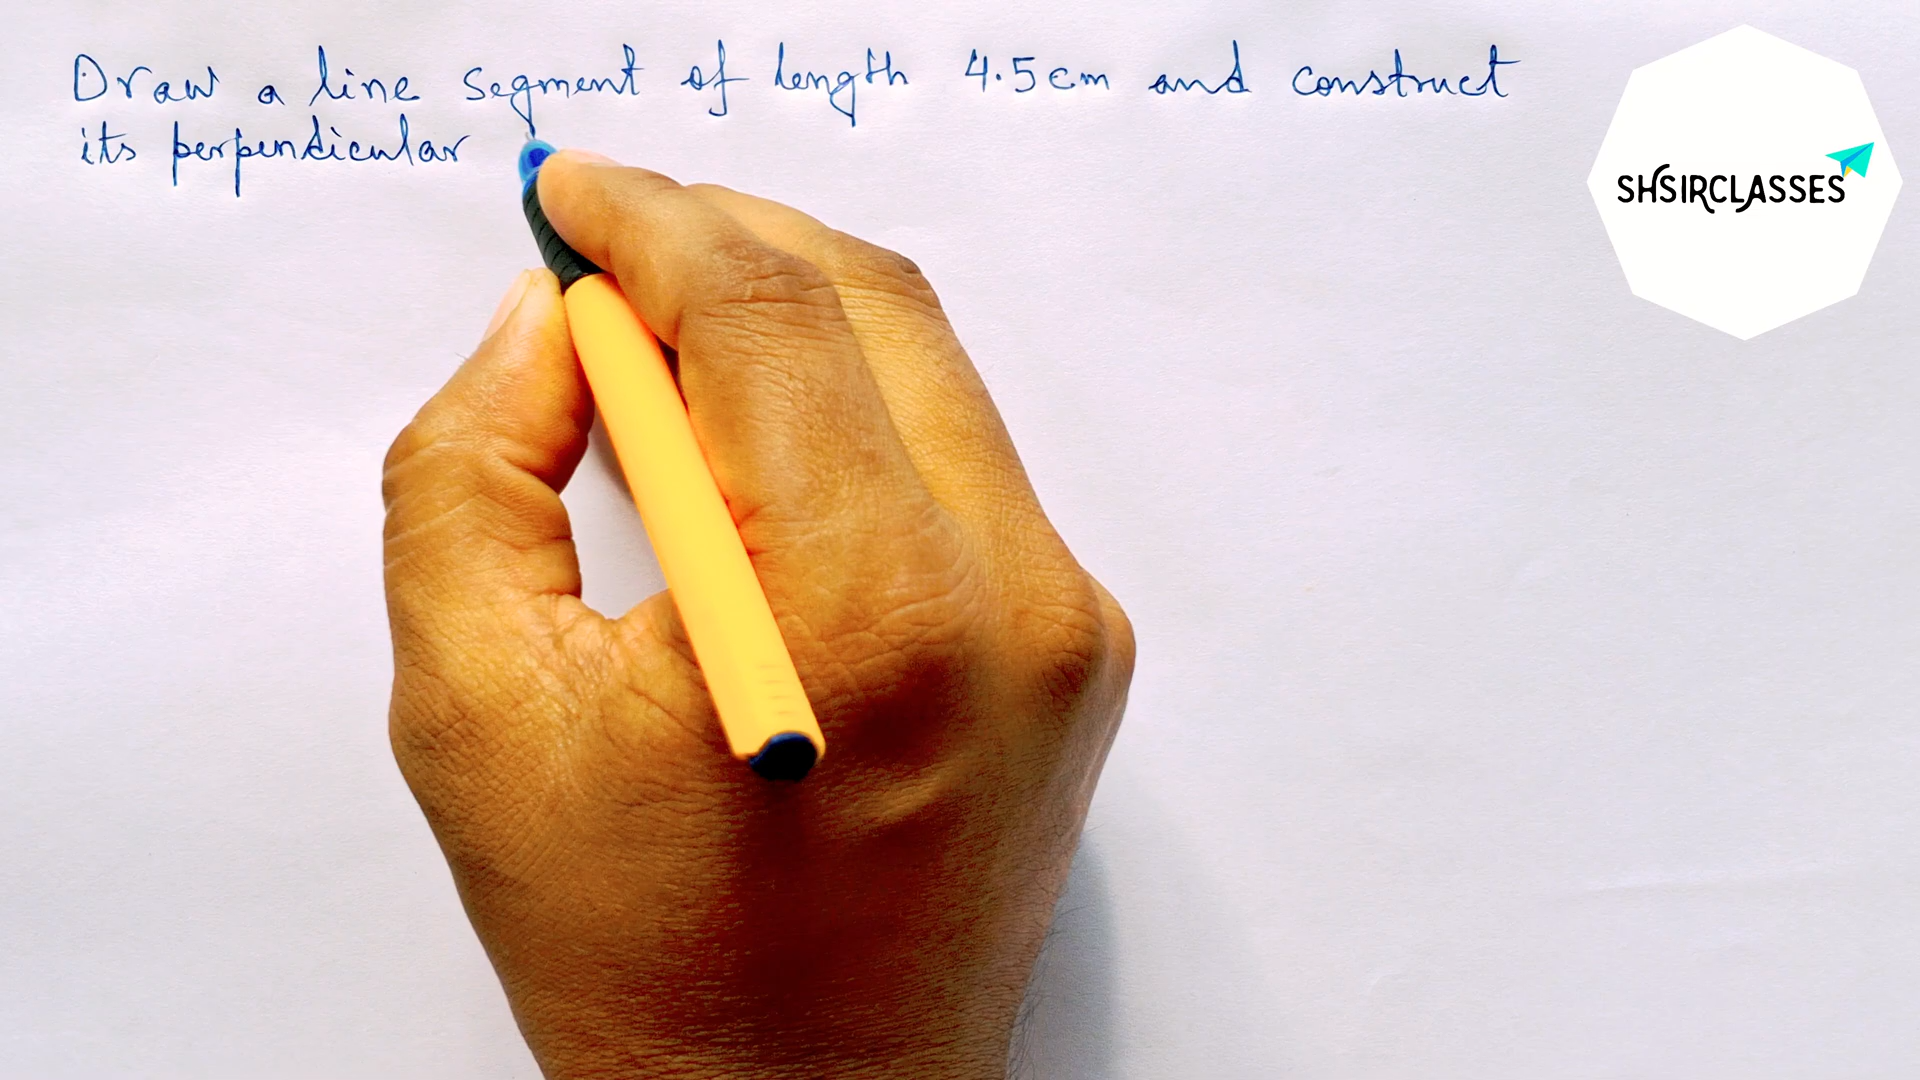 Draw a line segment of length 4.5cm and construct
its perpendicular
SHSIRCLASSES